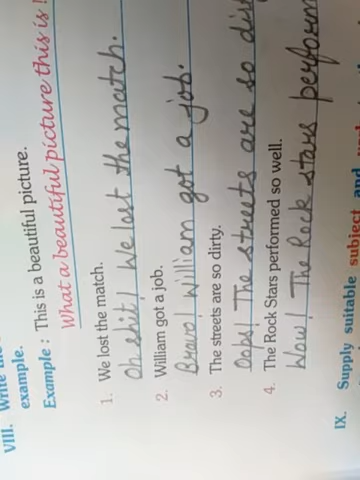 VIII. Write the
example.
Example : This is a beautiful picture.
What a beautiful picture this is !
1. We lost the match.
Oh shit! We lost the match.
2. William got a job.
Bravo! William got a job.
3. The streets are so dirty.
Oops! The streets are so dirty
4. The Rock Stars performed so well.
Wow! The Rock stars perform
IX. Supply suitable subject and